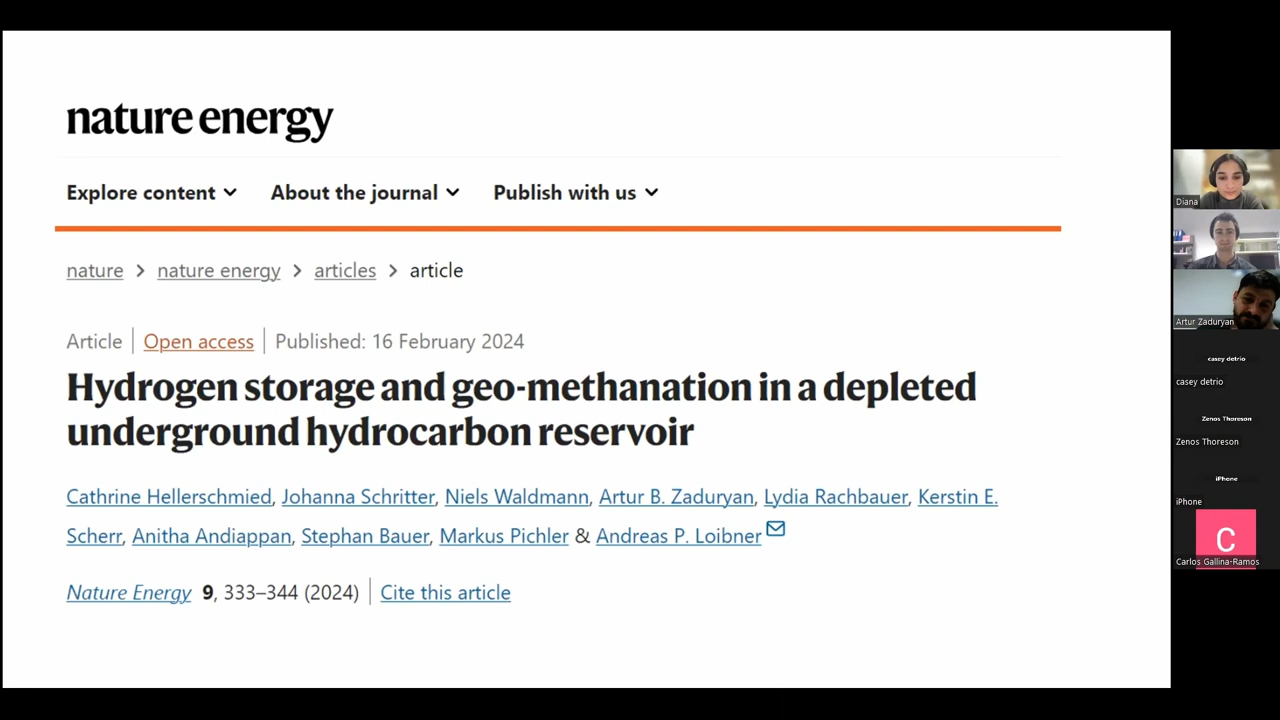 nature energy
Explore content
About the journal
Publish with us
nature > nature energy > articles > article
Article | Open access | Published: 16 February 2024
Hydrogen storage and geo-methanation in a depleted
underground hydrocarbon reservoir
Cathrine Hellerschmied, Johanna Schritter, Niels Waldmann, Artur B. Zaduryan, Lydia Rachbauer, Kerstin E.
Scherr, Anitha Andiappan, Stephan Bauer, Markus Pichler & Andreas P. Loibner
Nature Energy 9, 333–344 (2024) | Cite this article
Diana
Artur Zaduryan
casey detrio
casey detrio
Zenos Thoreson
Zenos Thoreson
iPhone
iPhone
C
Carlos Gallina-Ramos